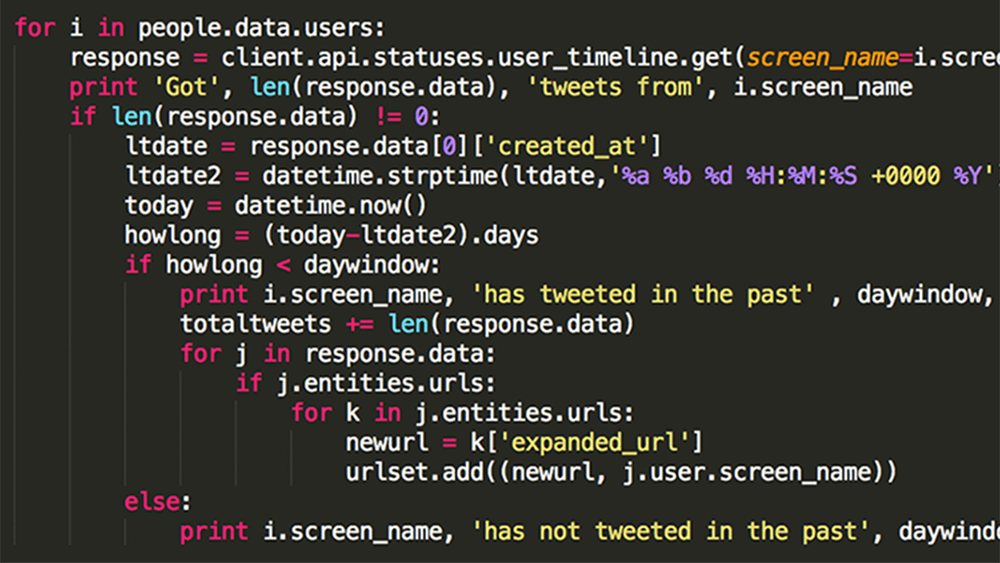 for i in people.data.users:
response = client.api.statuses.user_timeline.get(screen_name=i.scree
print 'Got', len(response.data), 'tweets from', i.screen_name
if len(response.data) != 0:
ltdate = response.data[0]['created_at']
ltdate2 = datetime.strptime(ltdate,'%a %b %d %H:%M:%S +0000 %Y')
today = datetime.now()
howlong = (today-ltdate2).days
if howlong < daywindow:
print i.screen_name, 'has tweeted in the past' , daywindow,
totaltweets += len(response.data)
for j in response.data:
if j.entities.urls:
for k in j.entities.urls:
newurl = k['expanded_url']
urlset.add((newurl, j.user.screen_name))
else:
print i.screen_name, 'has not tweeted in the past', daywindo